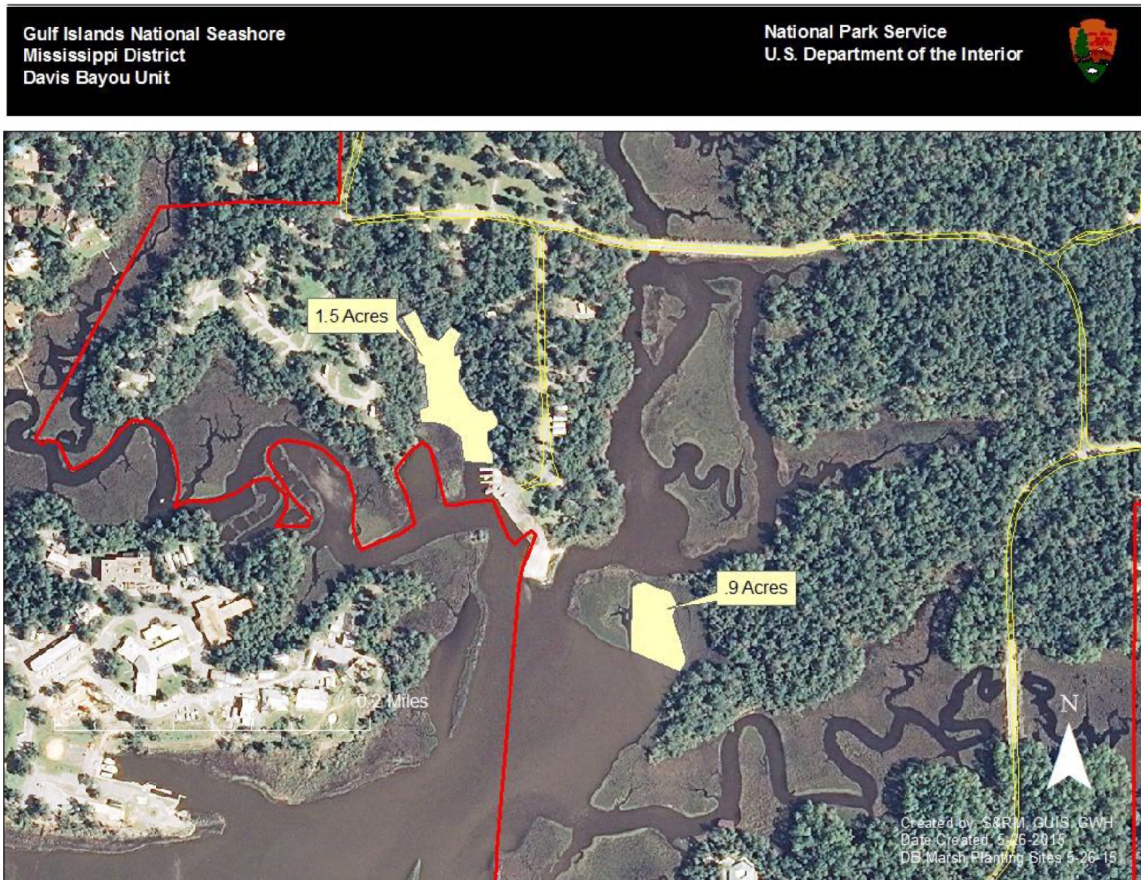 Gulf Islands National Seashore
Mississippi District
Davis Bayou Unit
National Park Service
U.S. Department of the Interior
1.5 Acres
.9 Acres
0.2 Miles
N
Created by: S&RM, GUIS, GWH
Date Created: 5-26-2015
DB Marsh Planting Sites 5-26-15